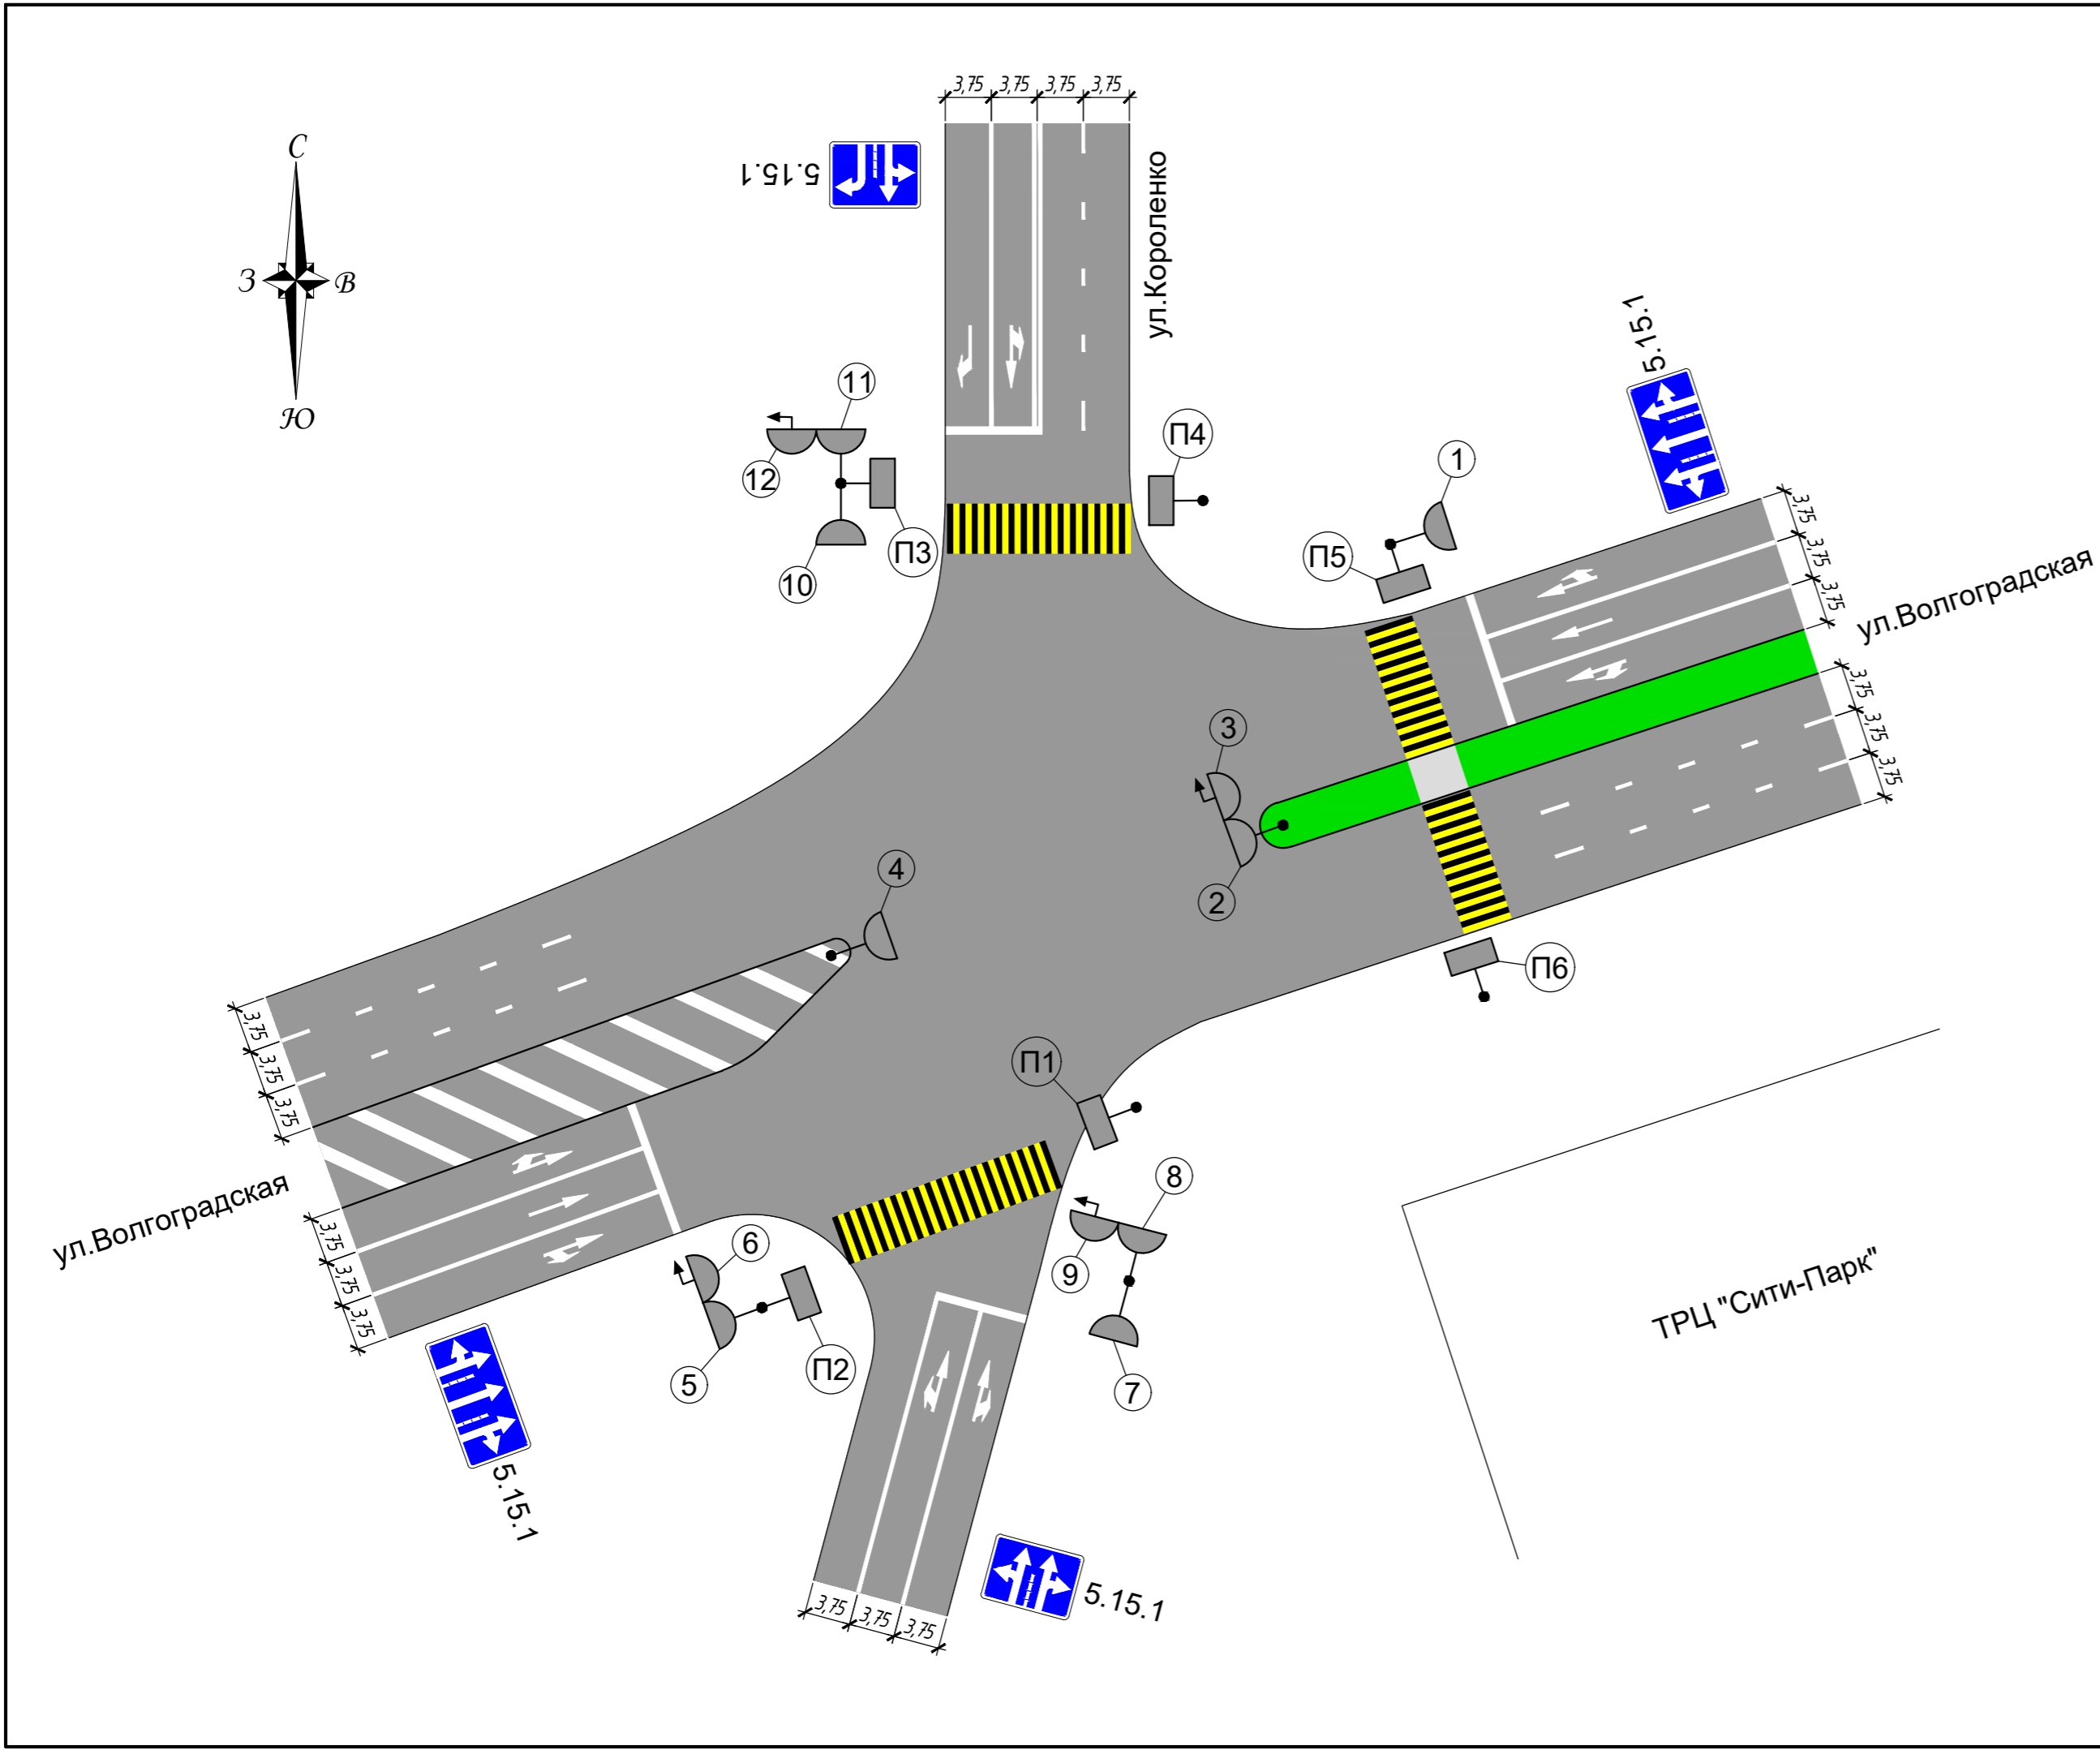 3,75 3,75 3,75 3,75
С
З В
Ю
5.15.1
ул.Короленко
11
12
10
П3
П4
1
П5
5.15.1
3,75
3,75
3,75
ул.Волгоградская
3,75
3,75
3,75
3
2
4
П6
3,75
3,75
3,75
П1
ул.Волгоградская
3,75
3,75
3,75
6
5
П2
8
9
7
ТРЦ "Сити-Парк"
5.15.1
5.15.1
3,75 3,75 3,75